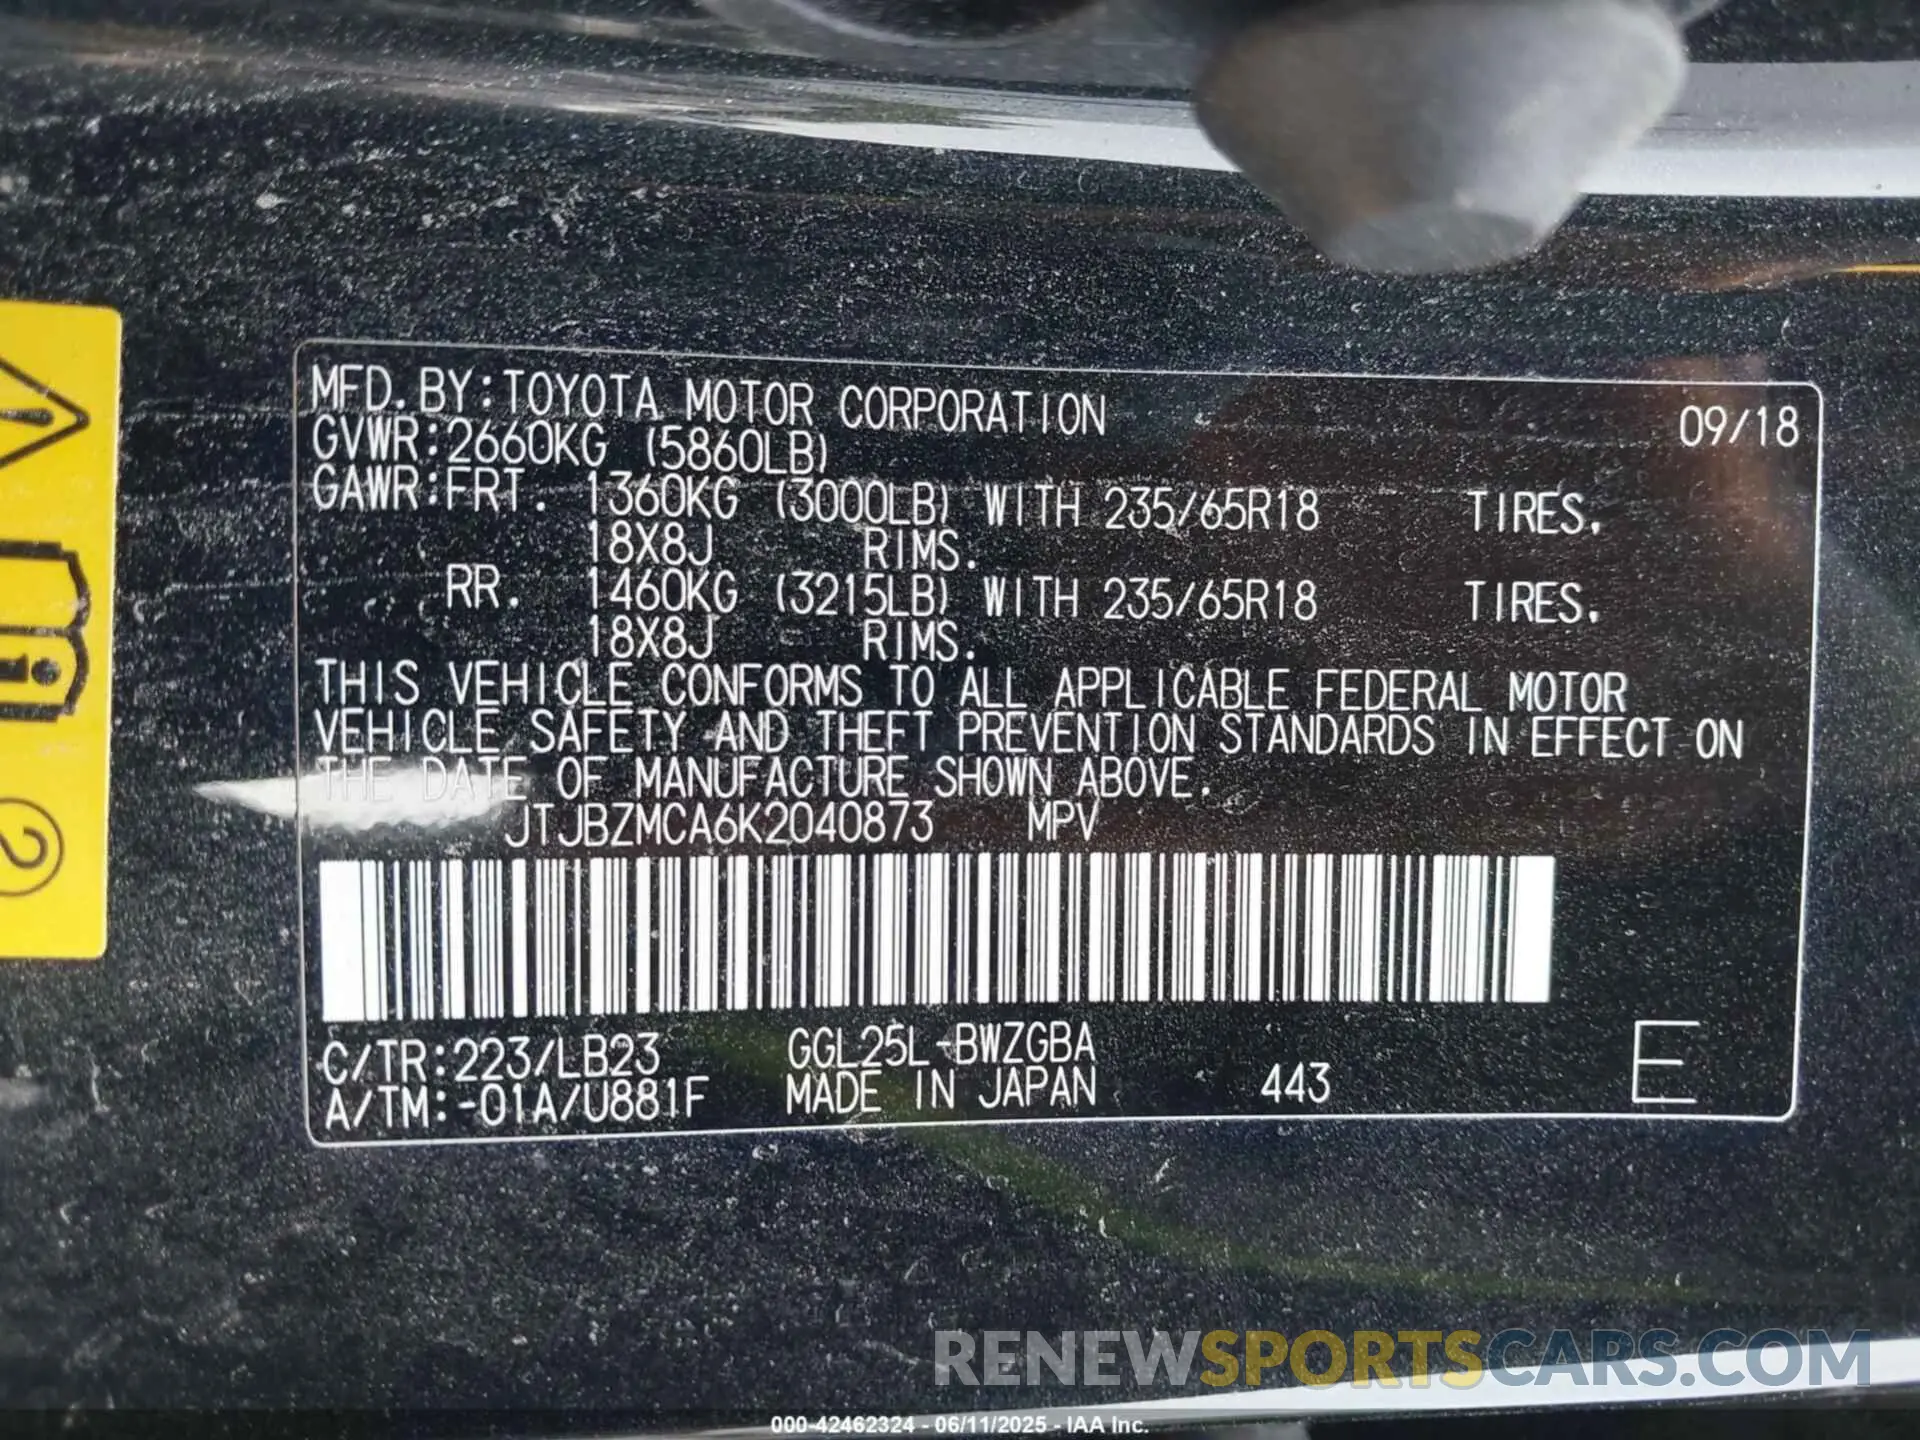 MFD.BY:TOYOTA MOTOR CORPORATION 09/18
GVWR:2660KG (5860LB)
GAWR:FRT. 1360KG (3000LB) WITH 235/65R18 TIRES,
18X8J RIMS.
RR. 1460KG (3215LB) WITH 235/65R18 TIRES,
18X8J RIMS.
THIS VEHICLE CONFORMS TO ALL APPLICABLE FEDERAL MOTOR
VEHICLE SAFETY AND THEFT PREVENTION STANDARDS IN EFFECT ON
THE DATE OF MANUFACTURE SHOWN ABOVE.
JTJBZMCA6K2040873 MPV
C/TR:223/LB23 GGL25L-BWZGBA
A/TM:-01A/U881F MADE IN JAPAN 443 E
2
RENEWSPORTSCARS.COM
000-42462324 - 06/11/2025 - IAA Inc.